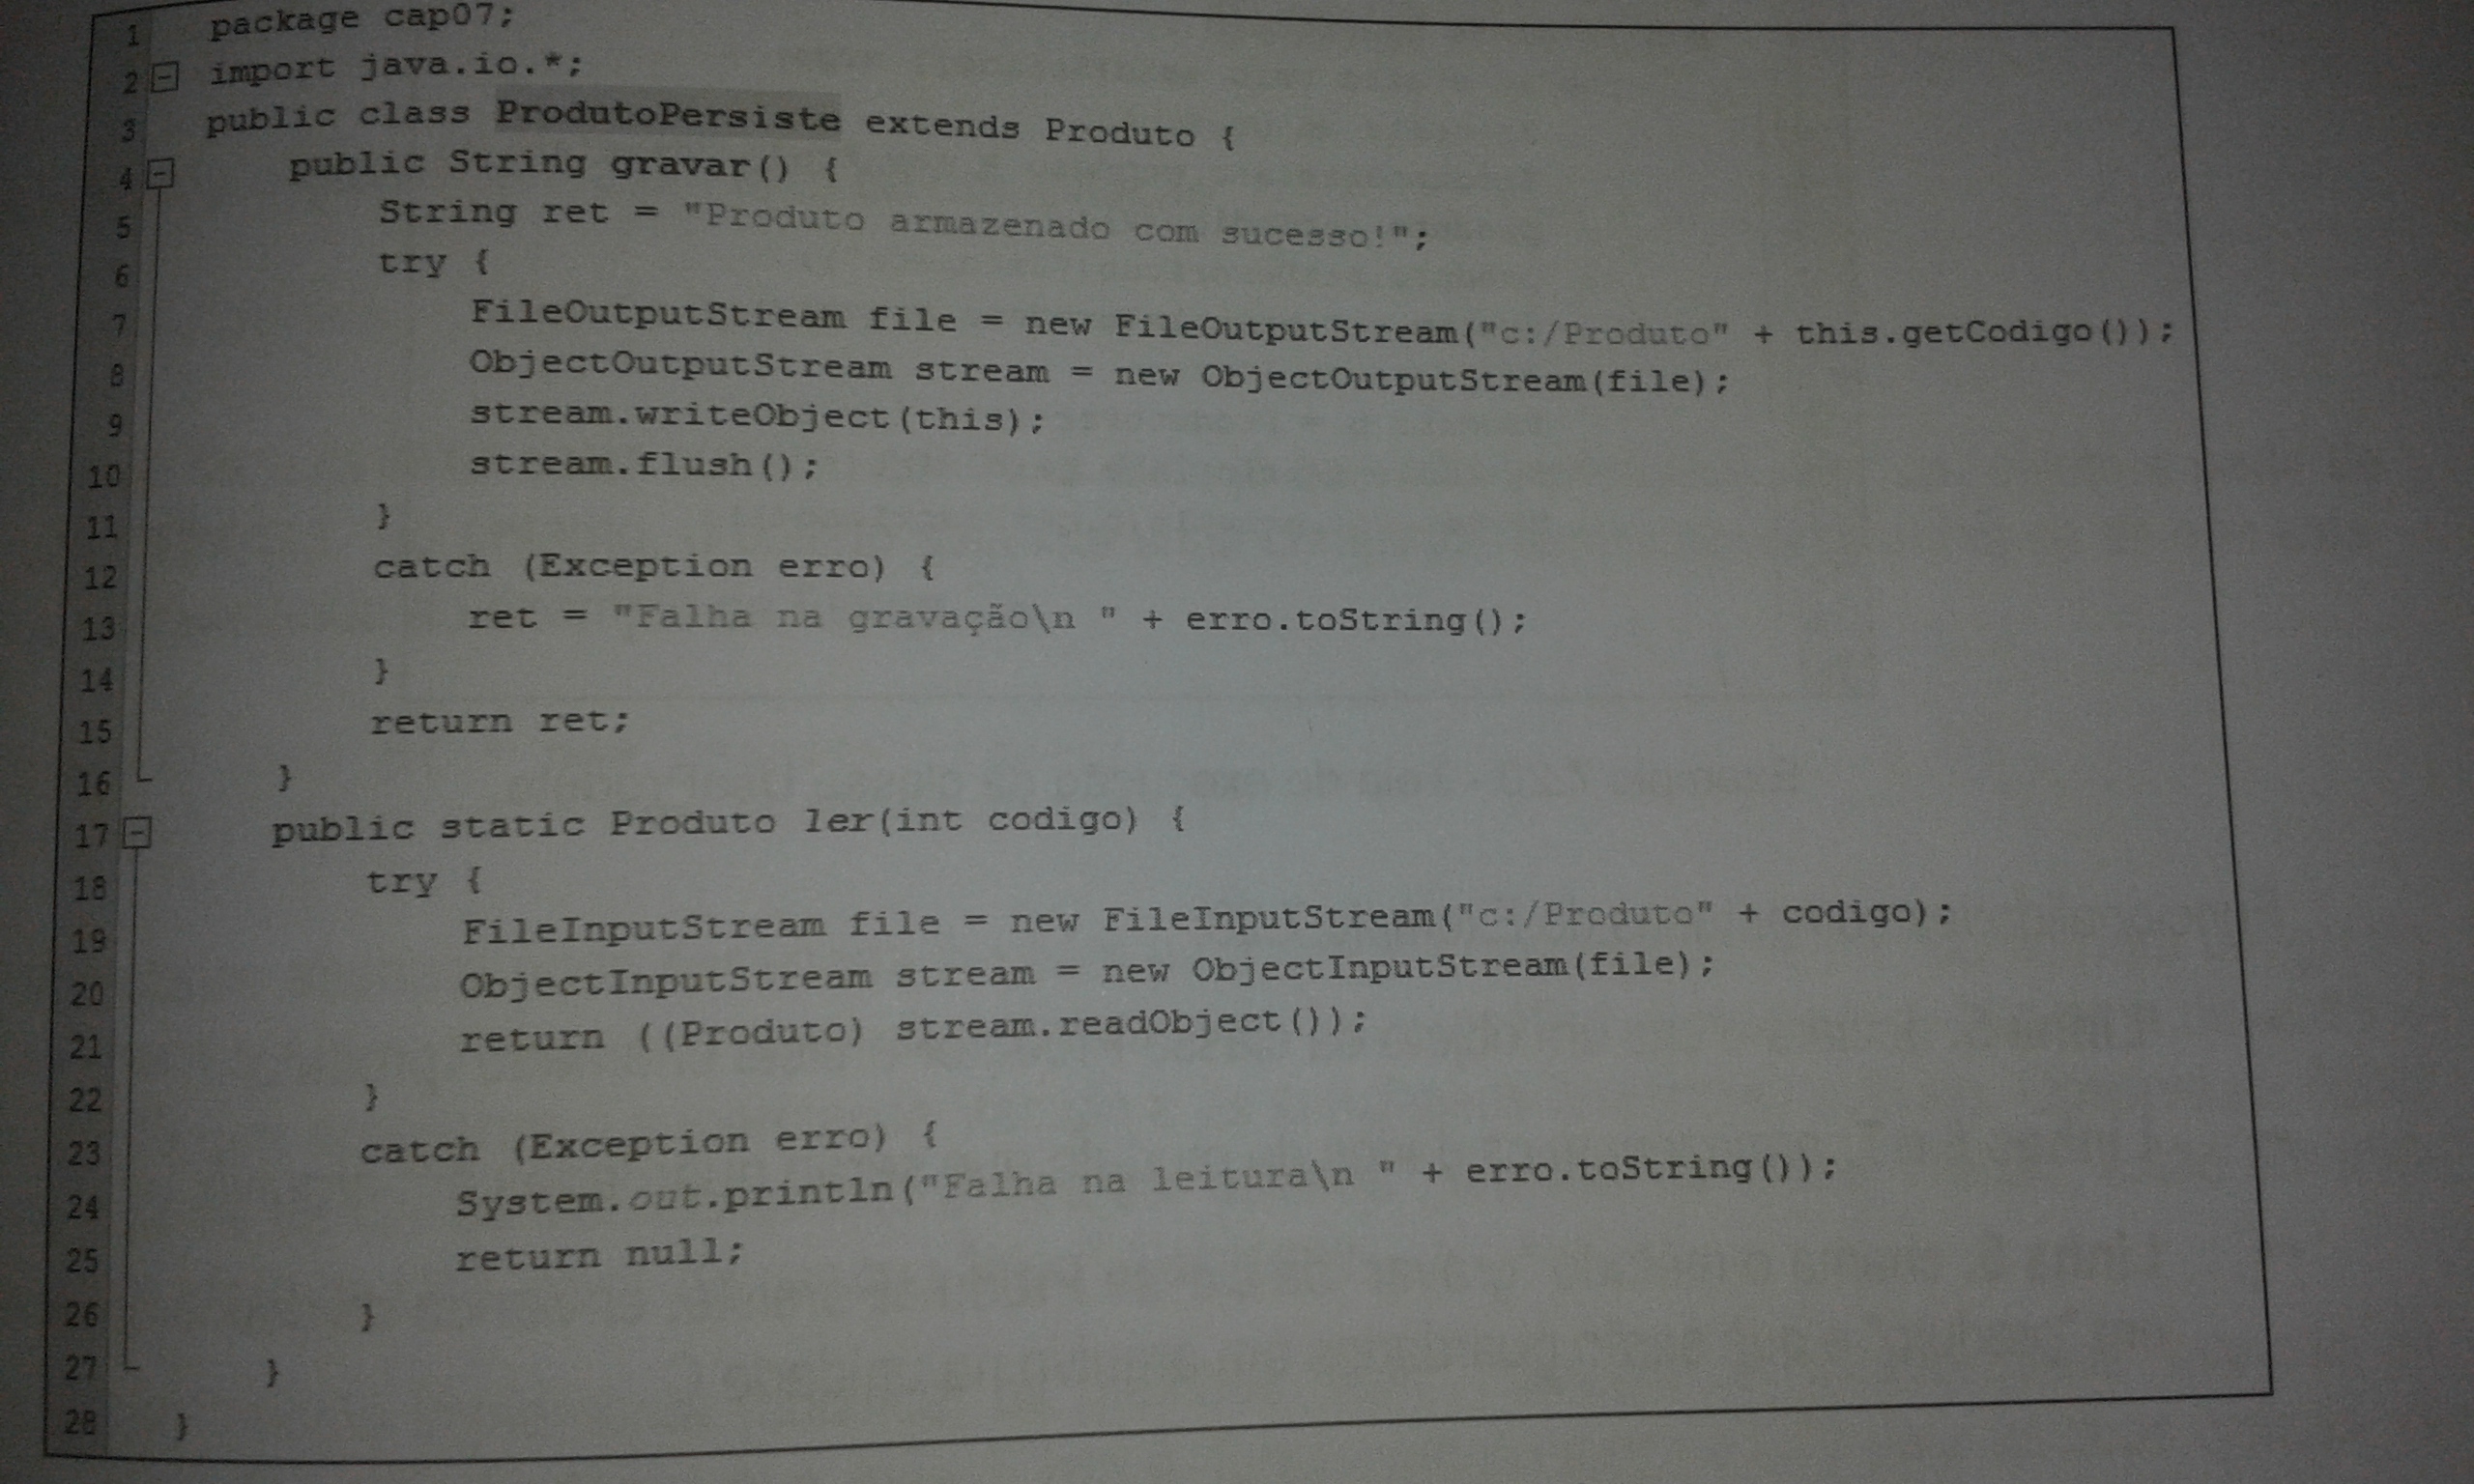 1 package cap07;
2 import java.io.*;
3 public class ProdutoPersiste extends Produto {
4 public String gravar() {
5 String ret = "Produto armazenado com sucesso!";
6 try {
7 FileOutputStream file = new FileOutputStream("c:/Produto" + this.getCodigo());
8 ObjectOutputStream stream = new ObjectOutputStream(file);
9 stream.writeObject(this);
10 stream.flush();
11 }
12 catch (Exception erro) {
13 ret = "Falha na gravação\n " + erro.toString();
14 }
15 return ret;
16 }
17 public static Produto ler(int codigo) {
18 try {
19 FileInputStream file = new FileInputStream("c:/Produto" + codigo);
20 ObjectInputStream stream = new ObjectInputStream(file);
21 return ((Produto) stream.readObject());
22 }
23 catch (Exception erro) {
24 System.out.println("Falha na leitura\n " + erro.toString());
25 return null;
26 }
27 }
28 }